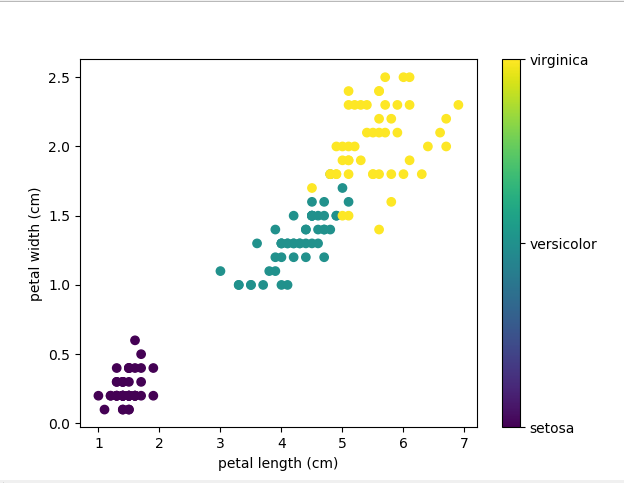 virginica
2.5
2.0
1.5
versicolor
1.0
0.5
0.0
setosa
1 2 3 4 5 6 7
petal length (cm)
petal width (cm)